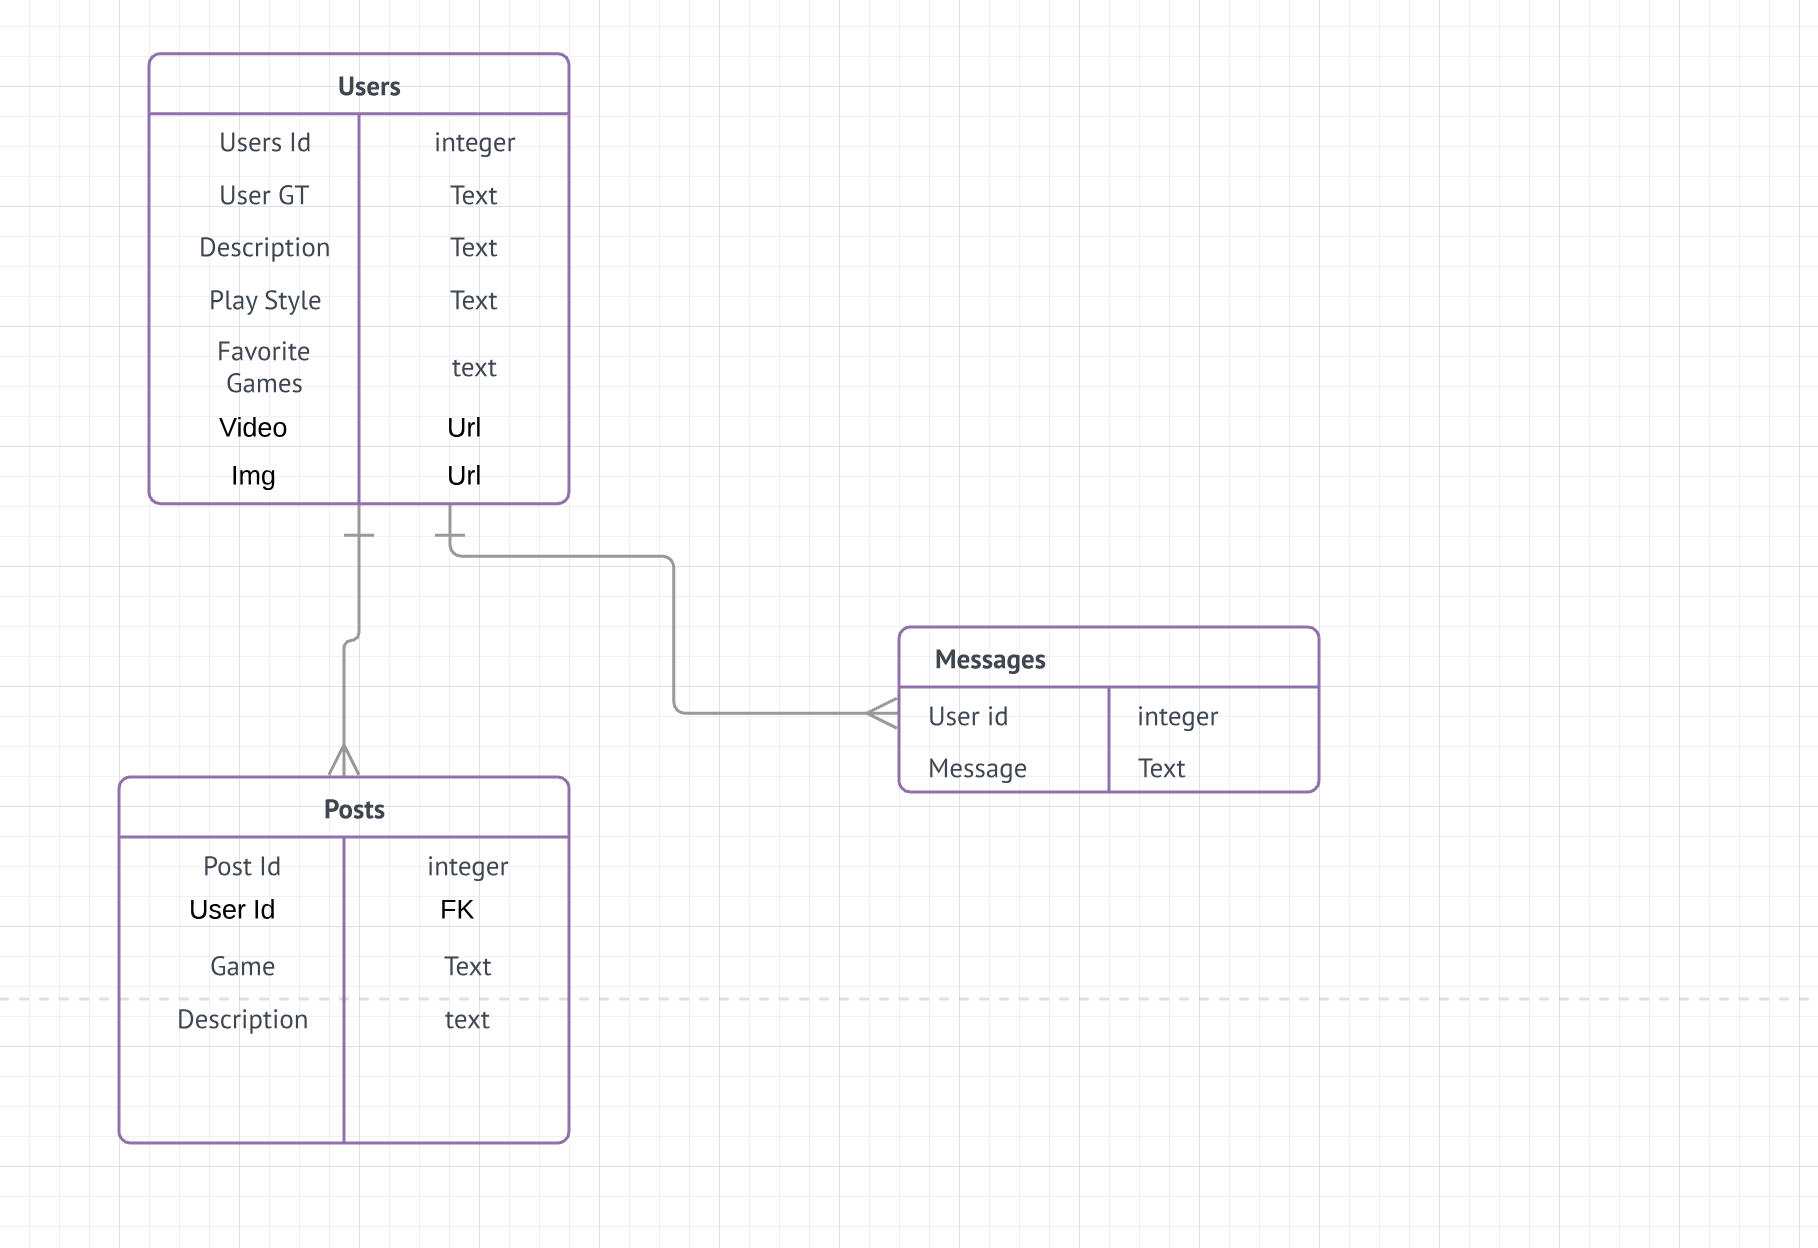 Users
Users Id integer
User GT Text
Description Text
Play Style Text
Favorite
Games text
Video Url
Img Url
Messages
User id integer
Message Text
Posts
Post Id integer
User Id FK
Game Text
Description text